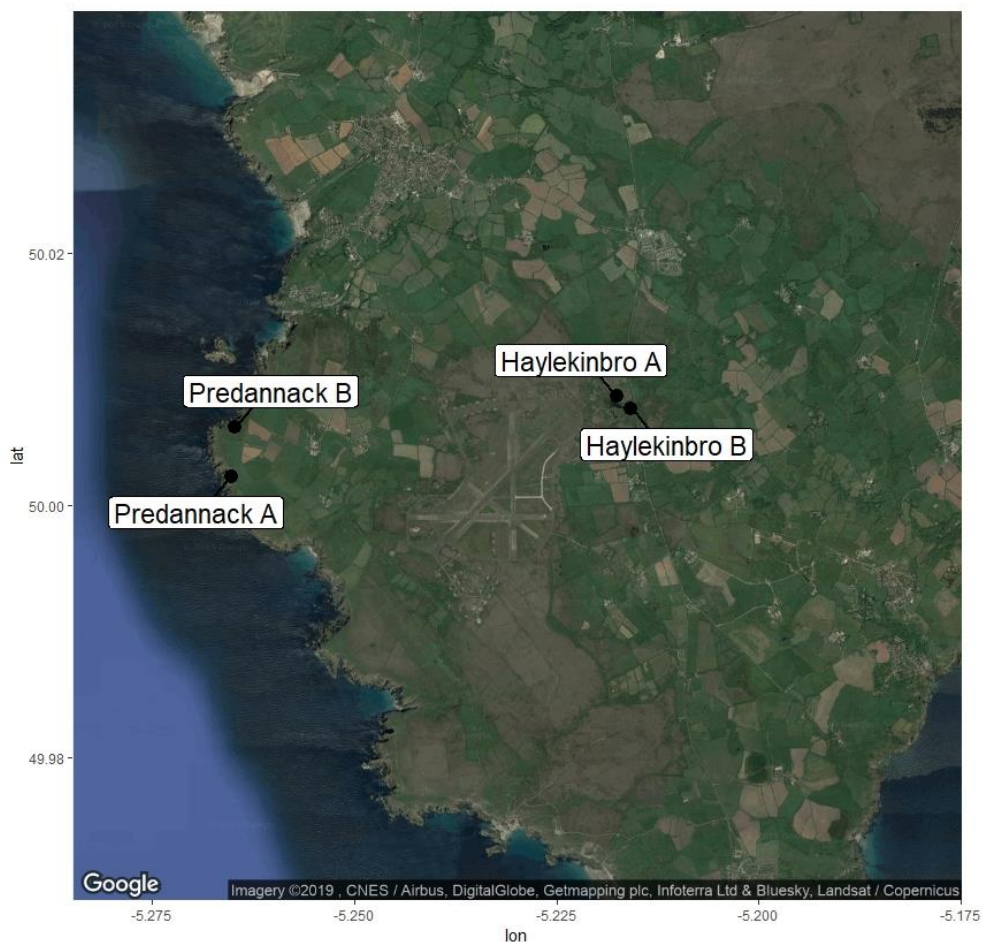 50.02
Haylekinbro A
Predannack B
Haylekinbro B
lat
50.00
Predannack A
49.98
Google
Imagery ©2019 , CNES / Airbus, DigitalGlobe, Getmapping plc, Infoterra Ltd & Bluesky, Landsat / Copernicus
-5.275
-5.250
-5.225
-5.200
-5.175
lon